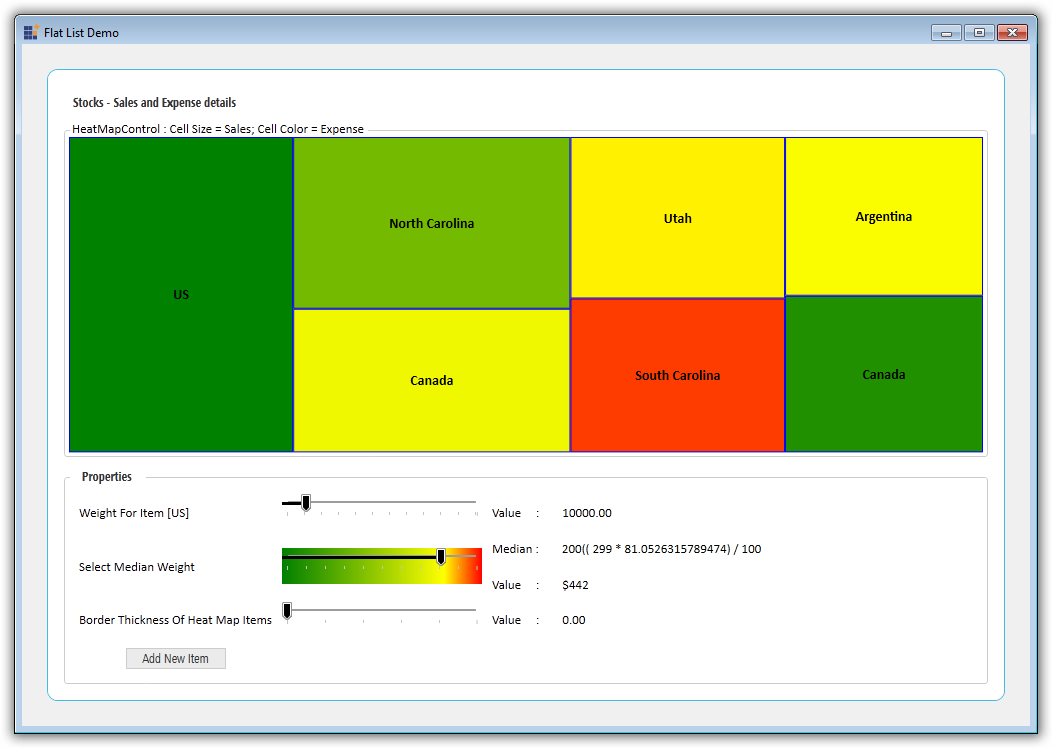 Flat List Demo
Stocks - Sales and Expense details
HeatMapControl : Cell Size = Sales; Cell Color = Expense
US
North Carolina
Utah
Argentina
Canada
South Carolina
Canada
Properties
Weight For Item [US]
Value : 10000.00
Median : 200(( 299 * 81.0526315789474) / 100
Select Median Weight
Value : $442
Border Thickness Of Heat Map Items
Value : 0.00
Add New Item